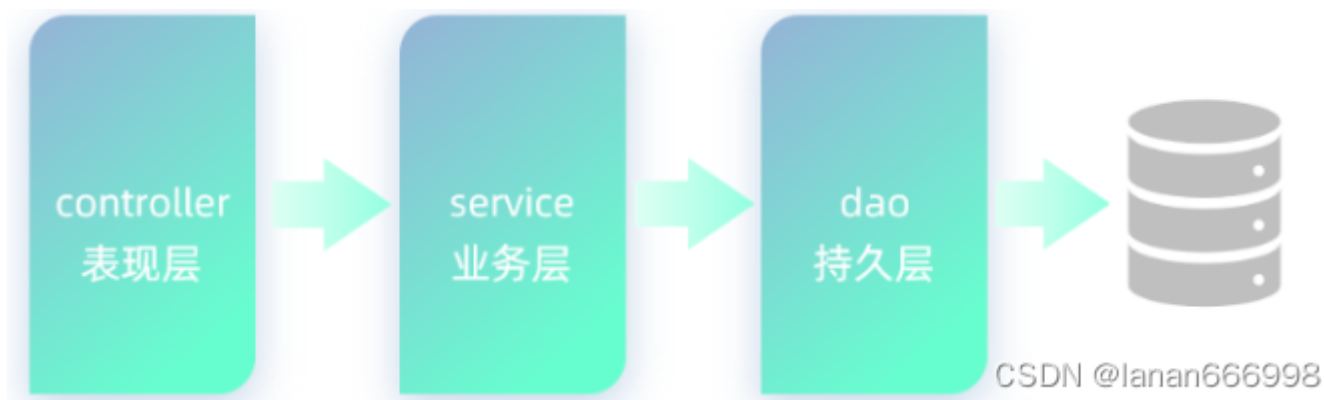 controller
表现层
service
业务层
dao
持久层
CSDN @lanan666998